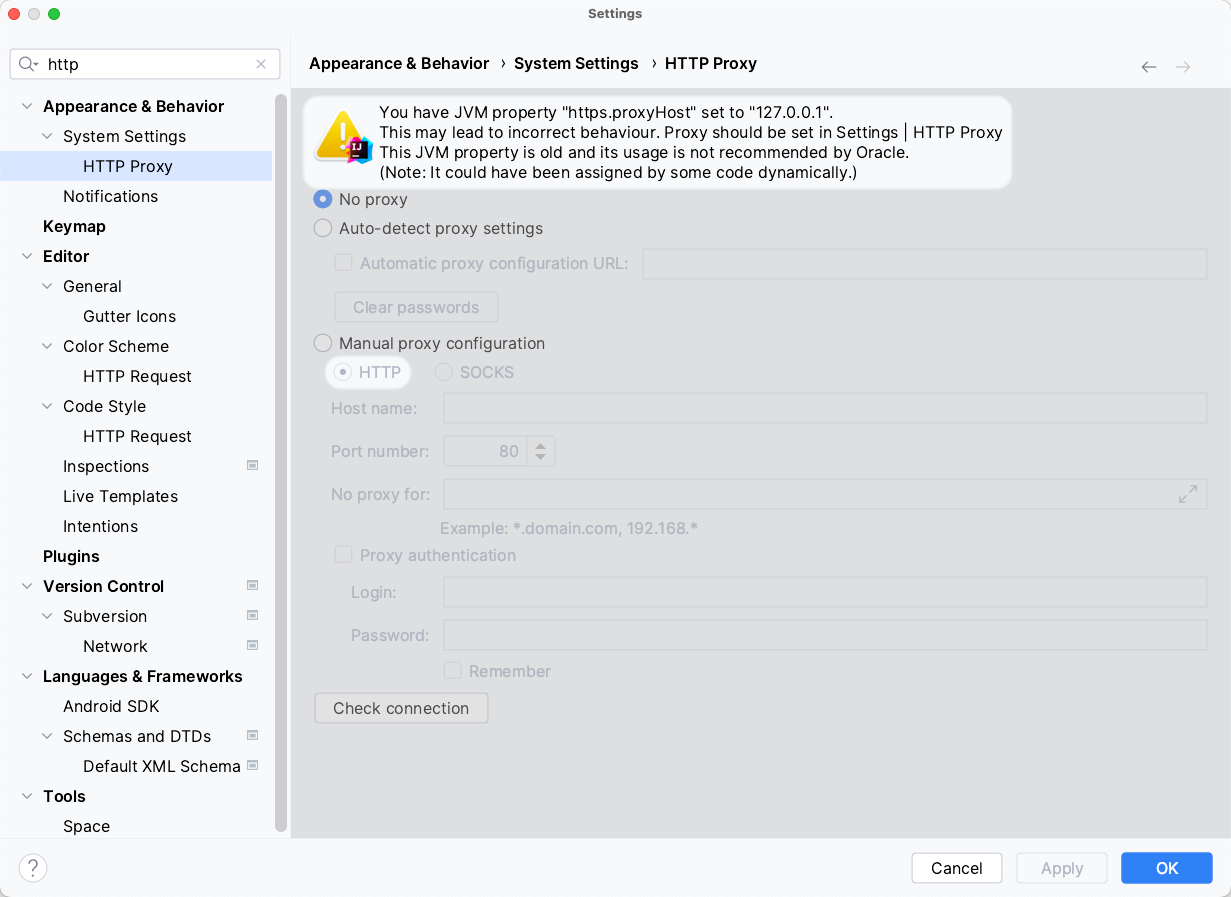 Settings
http
Appearance & Behavior
System Settings
HTTP Proxy
Notifications
Keymap
Editor
General
Gutter Icons
Color Scheme
HTTP Request
Code Style
HTTP Request
Inspections
Live Templates
Intentions
Plugins
Version Control
Subversion
Network
Languages & Frameworks
Android SDK
Schemas and DTDs
Default XML Schema
Tools
Space
Appearance & Behavior › System Settings › HTTP Proxy
IJ
You have JVM property "https.proxyHost" set to "127.0.0.1".
This may lead to incorrect behaviour. Proxy should be set in Settings | HTTP Proxy
This JVM property is old and its usage is not recommended by Oracle.
(Note: It could have been assigned by some code dynamically.)
No proxy
Auto-detect proxy settings
Automatic proxy configuration URL:
Clear passwords
Manual proxy configuration
HTTP SOCKS
Host name:
Port number: 80
No proxy for:
Example: *.domain.com, 192.168.*
Proxy authentication
Login:
Password:
Remember
Check connection
? Cancel Apply OK